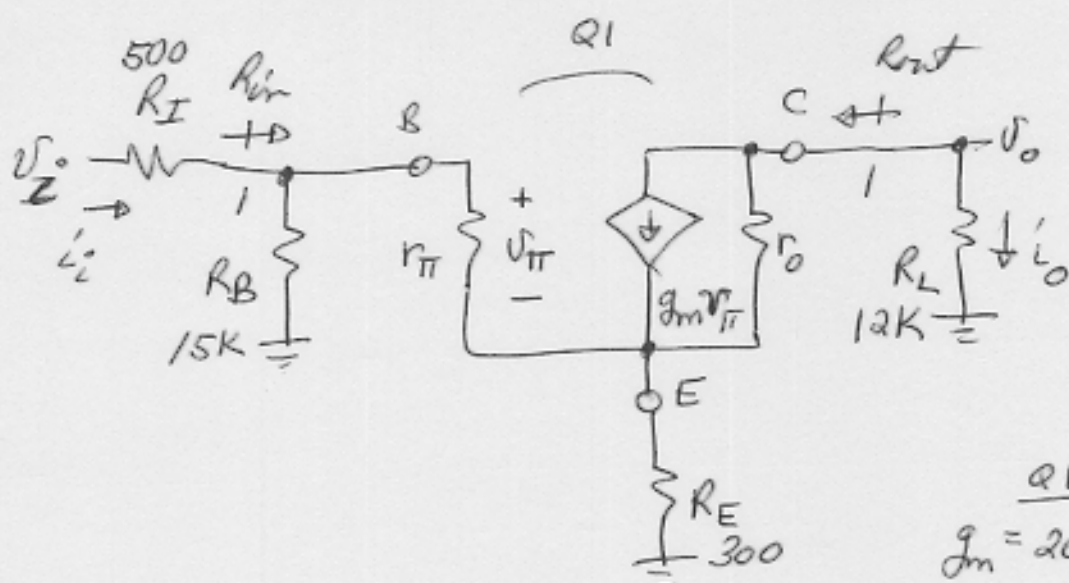 Q1
500
R_I
R_in
R_out
B
C
v_i
i_i
1
R_B
15K
r_π
+
v_π
−
g_m v_π
r_o
1
v_o
R_L
12K
i_o
E
R_E
300
Q1
g_m = 20